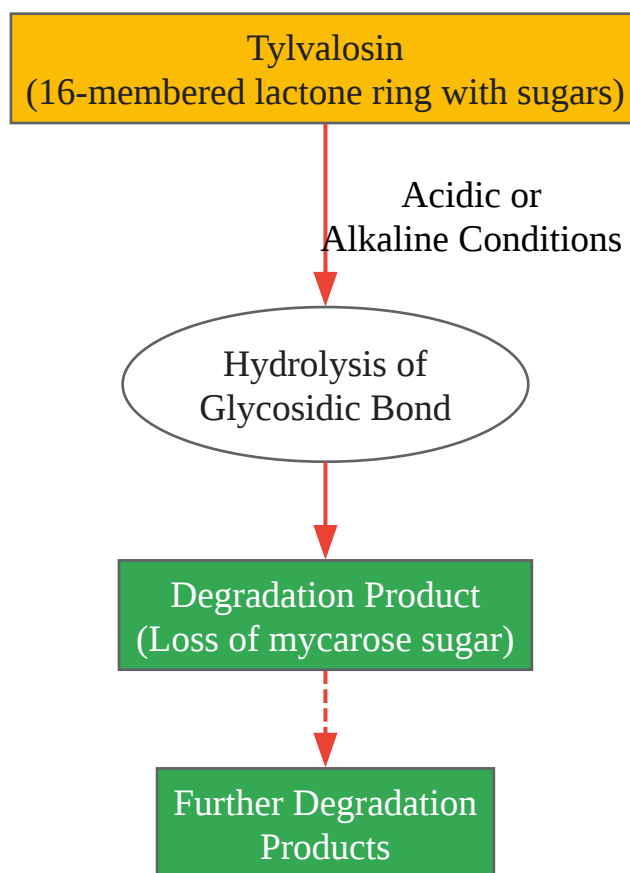 Tylvalosin
(16-membered lactone ring with sugars)
Acidic or
Alkaline Conditions
Hydrolysis of
Glycosidic Bond
Degradation Product
(Loss of mycarose sugar)
Further Degradation
Products